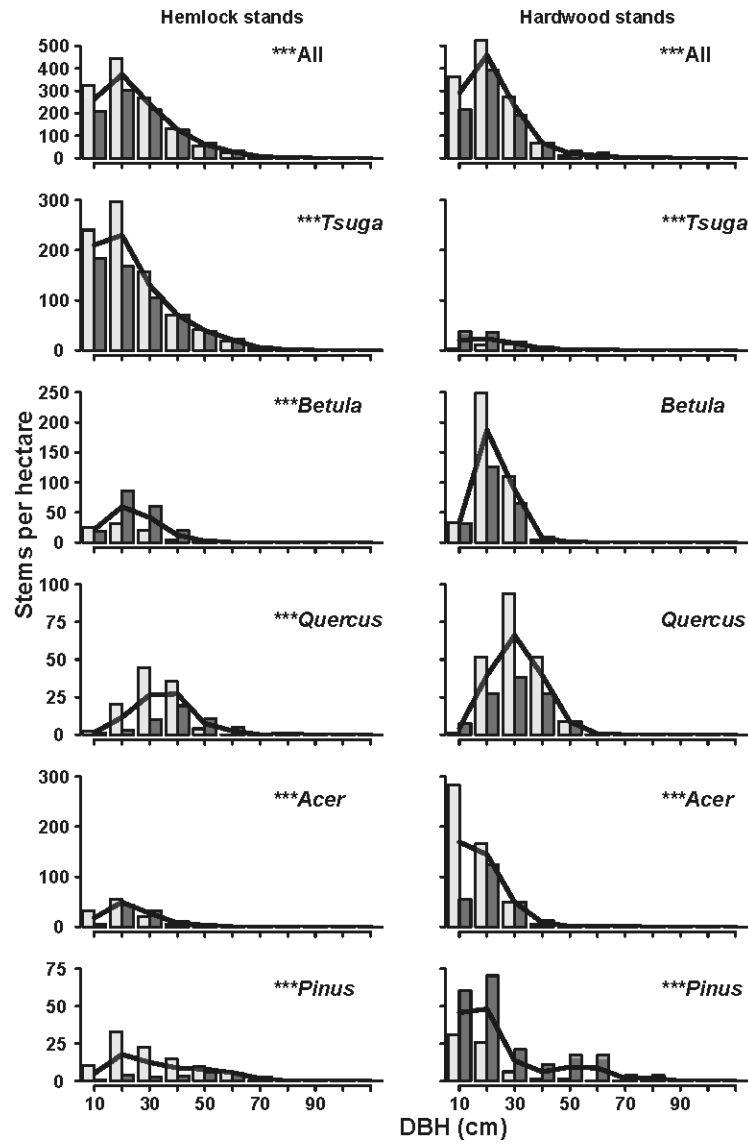 Hemlock stands Hardwood stands
500 ***All ***All
400
300
200
100
0
300 ***Tsuga ***Tsuga
200
100
0
250 ***Betula Betula
200
150
100
50
0
100 ***Quercus Quercus
75
50
25
0
300 ***Acer ***Acer
200
100
0
75 ***Pinus ***Pinus
50
25
0
10 30 50 70 90 10 30 50 70 90
Stems per hectare
DBH (cm)